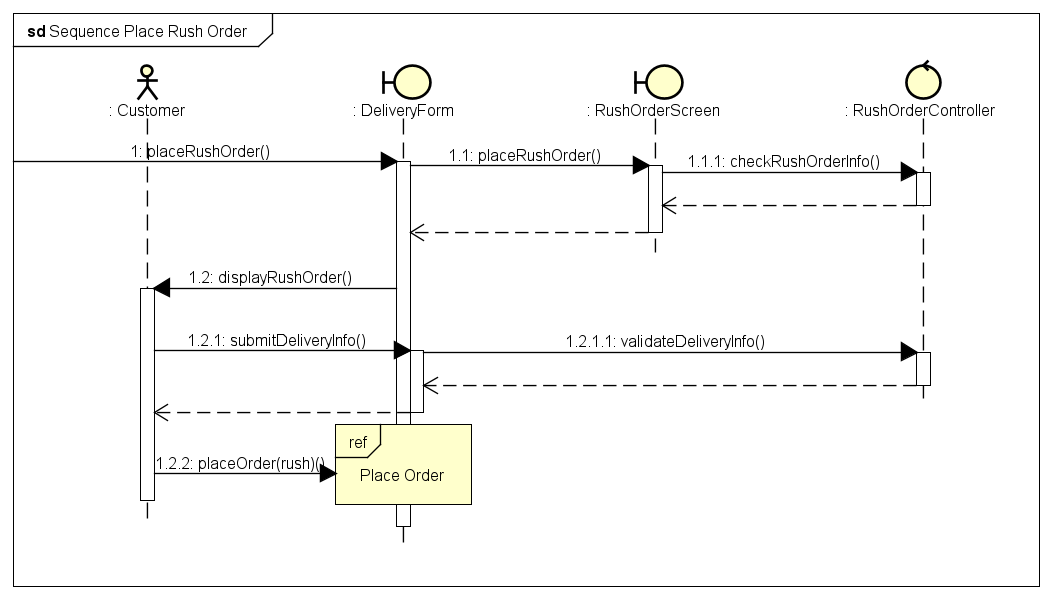 sd Sequence Place Rush Order
: Customer
: DeliveryForm
: RushOrderScreen
: RushOrderController
1: placeRushOrder()
1.1: placeRushOrder()
1.1.1: checkRushOrderInfo()
1.2: displayRushOrder()
1.2.1: submitDeliveryInfo()
1.2.1.1: validateDeliveryInfo()
ref
1.2.2: placeOrder(rush)()
Place Order